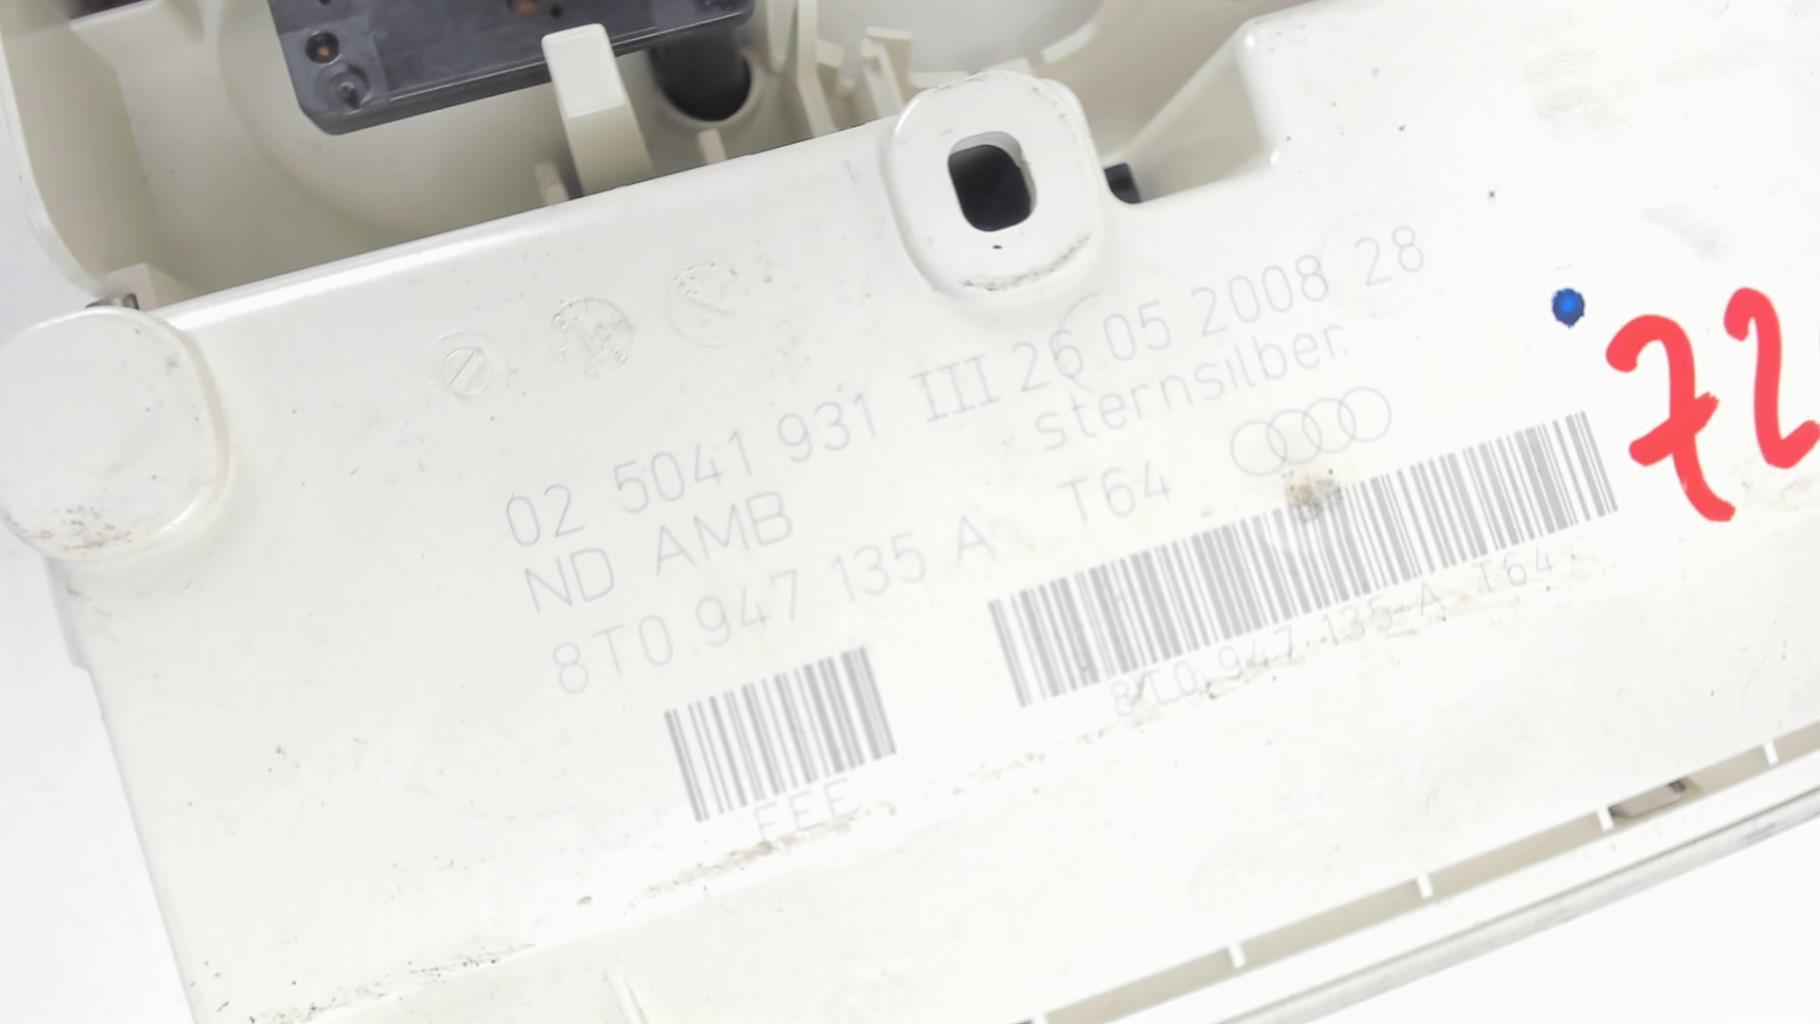 02 5041 931 III 26 05 2008 28
ND AMB sternsilber
8T0 947 135 A T64
8T0 947 135 A T64
FEE
72